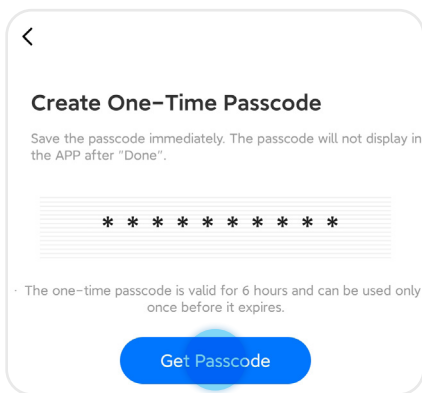 Create One-Time Passcode
Save the passcode immediately. The passcode will not display in
the APP after "Done".
* * * * * * * * * *
· The one-time passcode is valid for 6 hours and can be used only
once before it expires.
Get Passcode